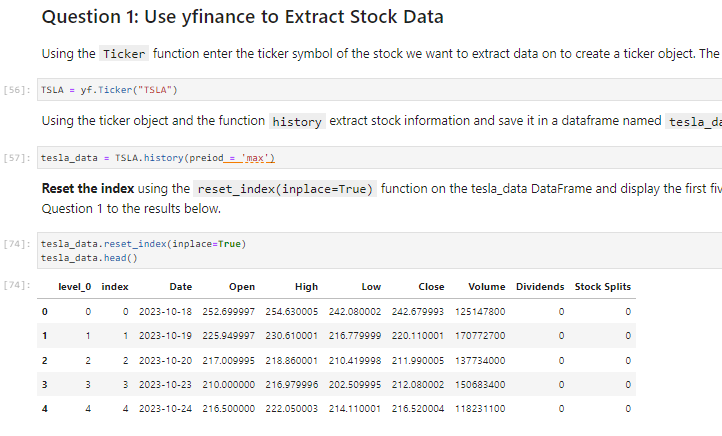 Question 1: Use yfinance to Extract Stock Data
Using the Ticker function enter the ticker symbol of the stock we want to extract data on to create a ticker object. The
[56]: TSLA = yf.Ticker("TSLA")
Using the ticker object and the function history extract stock information and save it in a dataframe named tesla_da
[57]: tesla_data = TSLA.history(preiod = 'max')
Reset the index using the reset_index(inplace=True) function on the tesla_data DataFrame and display the first fiv
Question 1 to the results below.
[74]: tesla_data.reset_index(inplace=True)
tesla_data.head()
[74]: level_0 index Date Open High Low Close Volume Dividends Stock Splits
0 0 0 2023-10-18 252.699997 254.630005 242.080002 242.679993 125147800 0 0
1 1 1 2023-10-19 225.949997 230.610001 216.779999 220.110001 170772700 0 0
2 2 2 2023-10-20 217.009995 218.860001 210.419998 211.990005 137734000 0 0
3 3 3 2023-10-23 210.000000 216.979996 202.509995 212.080002 150683400 0 0
4 4 4 2023-10-24 216.500000 222.050003 214.110001 216.520004 118231100 0 0